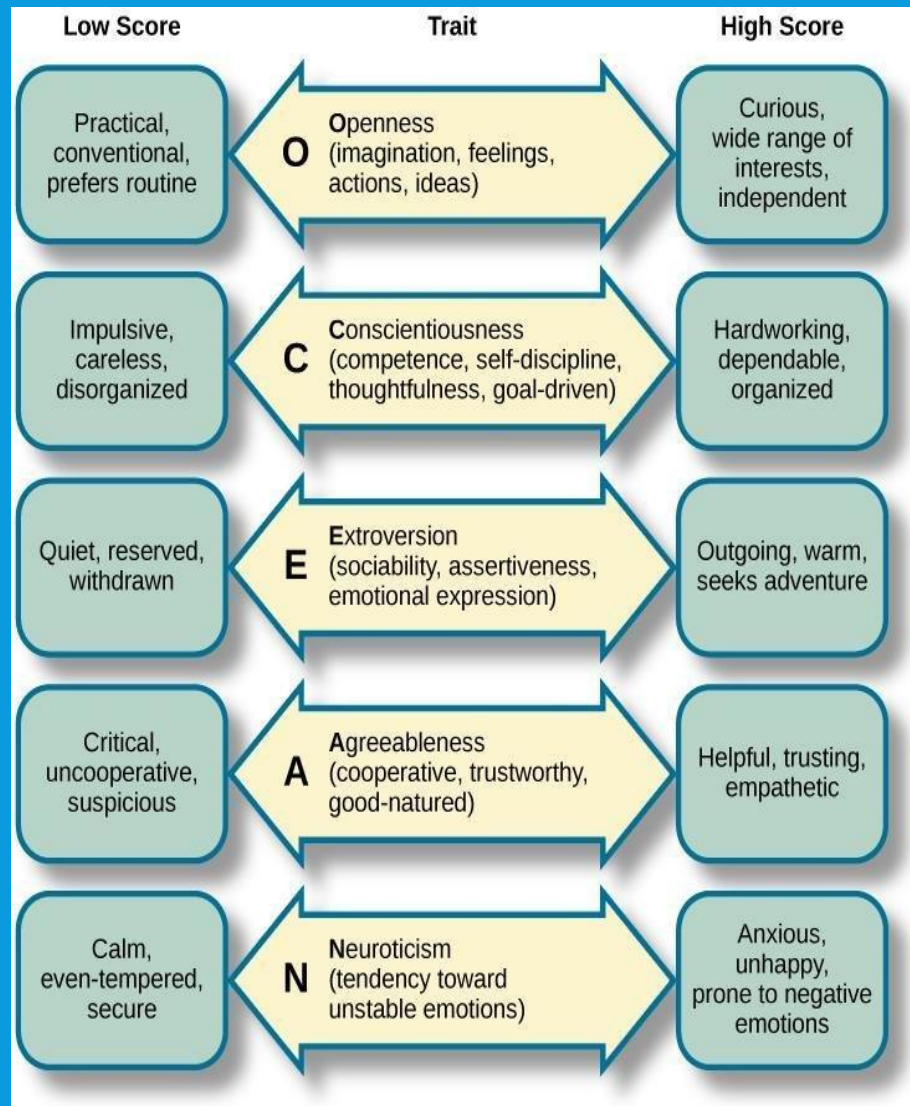 Low Score Trait High Score
Practical,
conventional,
prefers routine
O
Openness
(imagination, feelings,
actions, ideas)
Curious,
wide range of
interests,
independent
Impulsive,
careless,
disorganized
C
Conscientiousness
(competence, self-discipline,
thoughtfulness, goal-driven)
Hardworking,
dependable,
organized
Quiet, reserved,
withdrawn
E
Extroversion
(sociability, assertiveness,
emotional expression)
Outgoing, warm,
seeks adventure
Critical,
uncooperative,
suspicious
A
Agreeableness
(cooperative, trustworthy,
good-natured)
Helpful, trusting,
empathetic
Calm,
even-tempered,
secure
N
Neuroticism
(tendency toward
unstable emotions)
Anxious,
unhappy,
prone to negative
emotions